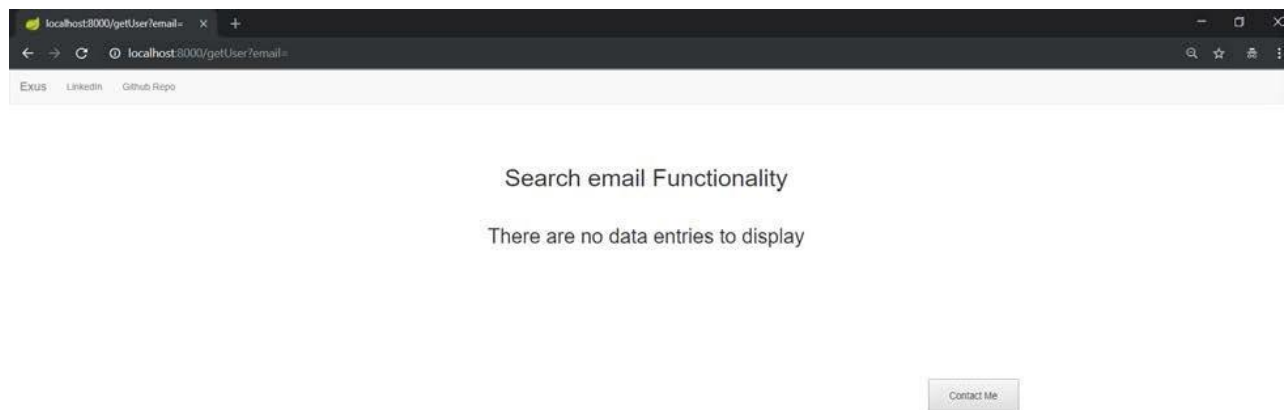 localhost:8000/getUser?email=
localhost:8000/getUser?email=
Exus LinkedIn Github Repo
Search email Functionality
There are no data entries to display
Contact Me